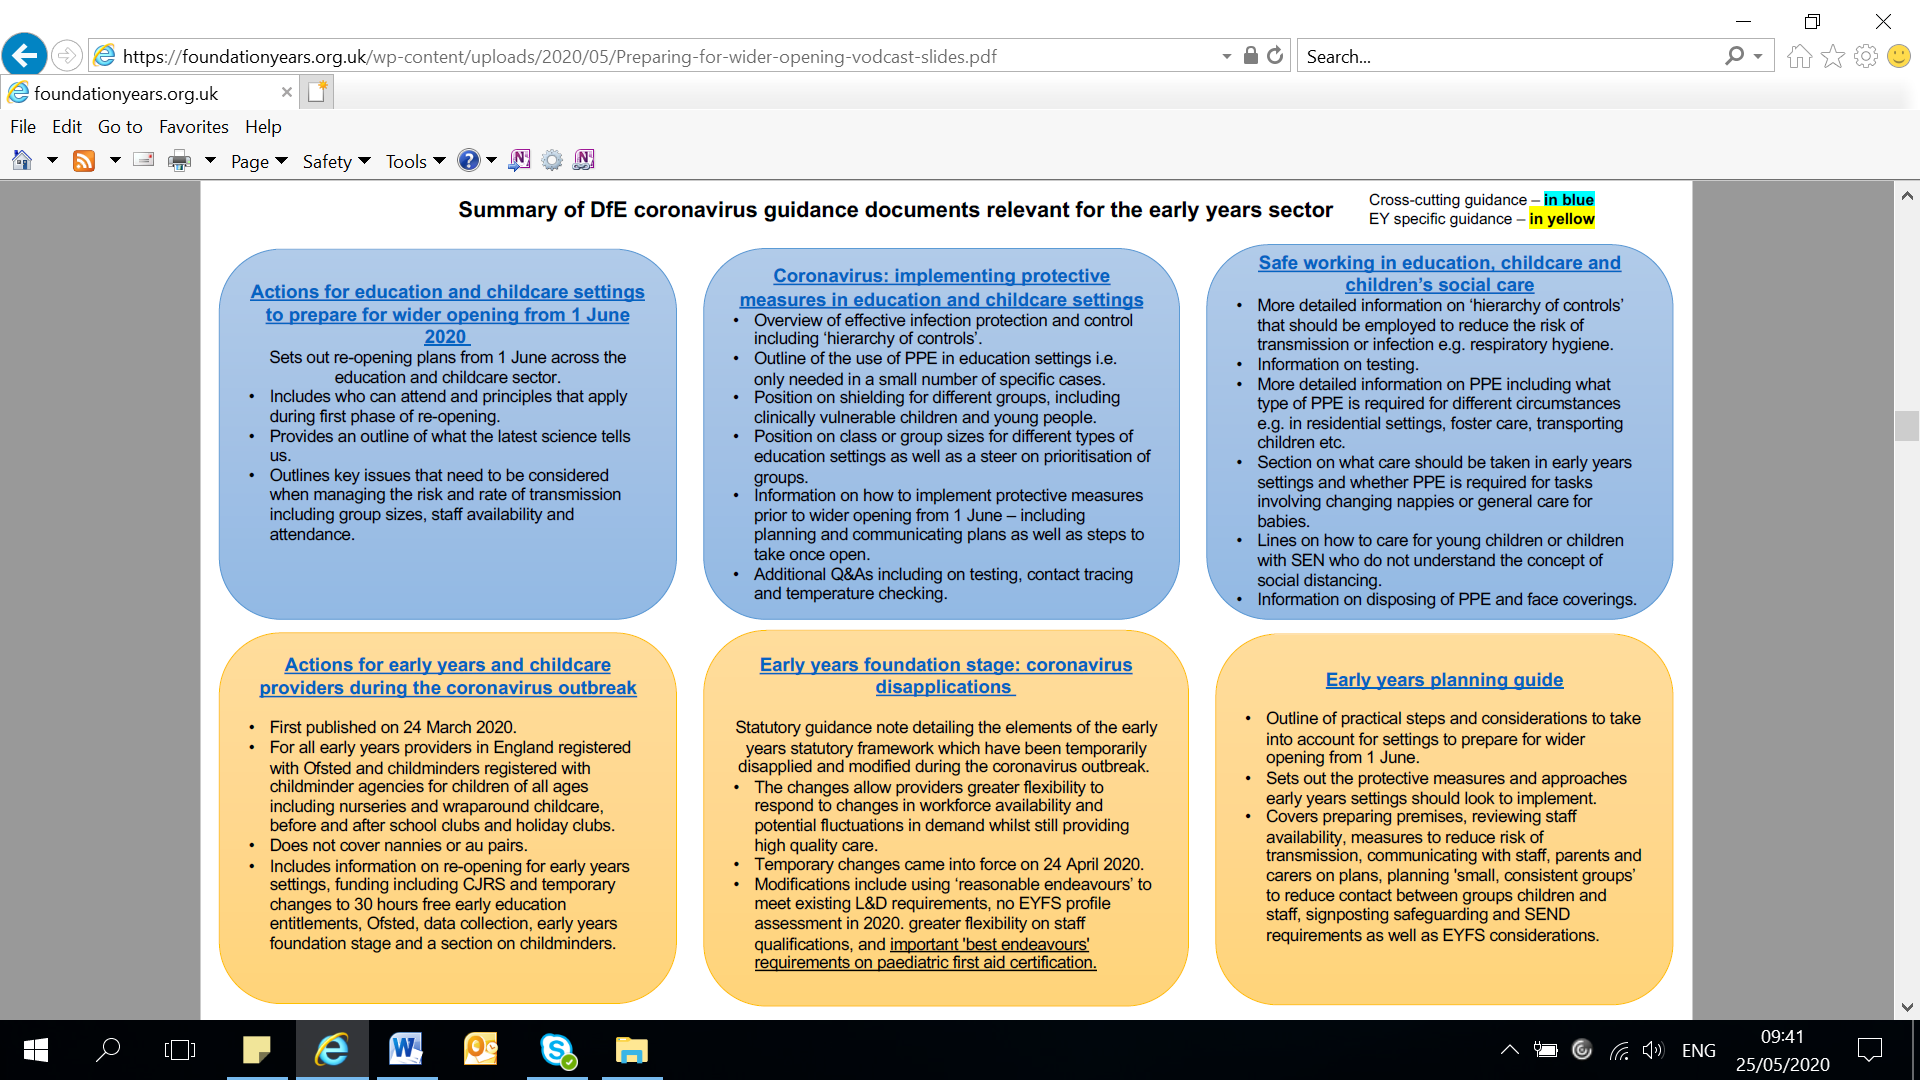 https://foundationyears.org.uk/wp-content/uploads/2020/05/Preparing-for-wider-opening-vodcast-slides.pdf
Search...
foundationyears.org.uk
File Edit Go to Favorites Help
Page Safety Tools
Summary of DfE coronavirus guidance documents relevant for the early years sector
Cross-cutting guidance – in blue
EY specific guidance – in yellow
Actions for education and childcare settings
to prepare for wider opening from 1 June
2020
Sets out re-opening plans from 1 June across the
education and childcare sector.
• Includes who can attend and principles that apply
during first phase of re-opening.
• Provides an outline of what the latest science tells
us.
• Outlines key issues that need to be considered
when managing the risk and rate of transmission
including group sizes, staff availability and
attendance.
Coronavirus: implementing protective
measures in education and childcare settings
• Overview of effective infection protection and control
including ‘hierarchy of controls’.
• Outline of the use of PPE in education settings i.e.
only needed in a small number of specific cases.
• Position on shielding for different groups, including
clinically vulnerable children and young people.
• Position on class or group sizes for different types of
education settings as well as a steer on prioritisation of
groups.
• Information on how to implement protective measures
prior to wider opening from 1 June – including
planning and communicating plans as well as steps to
take once open.
• Additional Q&As including on testing, contact tracing
and temperature checking.
Safe working in education, childcare and
children’s social care
• More detailed information on ‘hierarchy of controls’
that should be employed to reduce the risk of
transmission or infection e.g. respiratory hygiene.
• Information on testing.
• More detailed information on PPE including what
type of PPE is required for different circumstances
e.g. in residential settings, foster care, transporting
children etc.
• Section on what care should be taken in early years
settings and whether PPE is required for tasks
involving changing nappies or general care for
babies.
• Lines on how to care for young children or children
with SEN who do not understand the concept of
social distancing.
• Information on disposing of PPE and face coverings.
Actions for early years and childcare
providers during the coronavirus outbreak
• First published on 24 March 2020.
• For all early years providers in England registered
with Ofsted and childminders registered with
childminder agencies for children of all ages
including nurseries and wraparound childcare,
before and after school clubs and holiday clubs.
• Does not cover nannies or au pairs.
• Includes information on re-opening for early years
settings, funding including CJRS and temporary
changes to 30 hours free early education
entitlements, Ofsted, data collection, early years
foundation stage and a section on childminders.
Early years foundation stage: coronavirus
disapplications
Statutory guidance note detailing the elements of the early
years statutory framework which have been temporarily
disapplied and modified during the coronavirus outbreak.
• The changes allow providers greater flexibility to
respond to changes in workforce availability and
potential fluctuations in demand whilst still providing
high quality care.
• Temporary changes came into force on 24 April 2020.
• Modifications include using ‘reasonable endeavours’ to
meet existing L&D requirements, no EYFS profile
assessment in 2020. greater flexibility on staff
qualifications, and important 'best endeavours'
requirements on paediatric first aid certification.
Early years planning guide
• Outline of practical steps and considerations to take
into account for settings to prepare for wider
opening from 1 June.
• Sets out the protective measures and approaches
early years settings should look to implement.
• Covers preparing premises, reviewing staff
availability, measures to reduce risk of
transmission, communicating with staff, parents and
carers on plans, planning 'small, consistent groups’
to reduce contact between groups children and
staff, signposting safeguarding and SEND
requirements as well as EYFS considerations.
ENG
09:41
25/05/2020